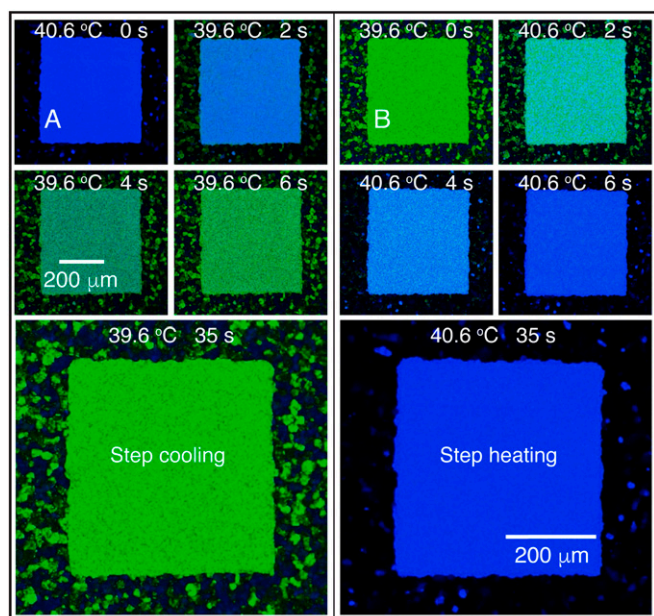 40.6 °C 0 s
A
39.6 °C 2 s
39.6 °C 4 s
200 μm
39.6 °C 6 s
39.6 °C 35 s
Step cooling
39.6 °C 0 s
B
40.6 °C 2 s
40.6 °C 4 s
40.6 °C 6 s
40.6 °C 35 s
Step heating
200 μm